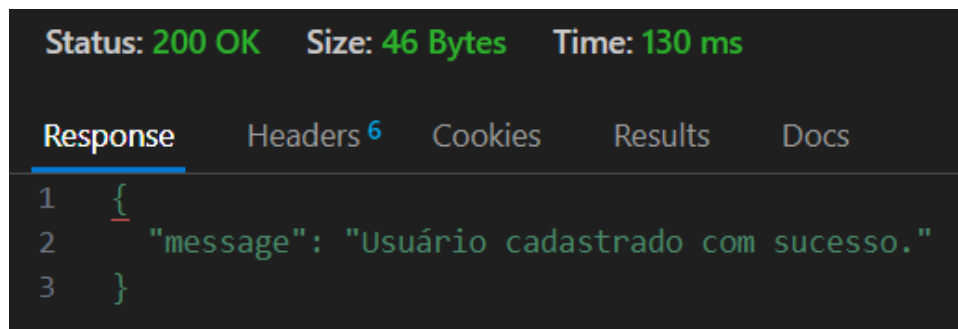 Status: 200 OK Size: 46 Bytes Time: 130 ms
Response Headers 6 Cookies Results Docs
1 {
2 "message": "Usuário cadastrado com sucesso."
3 }